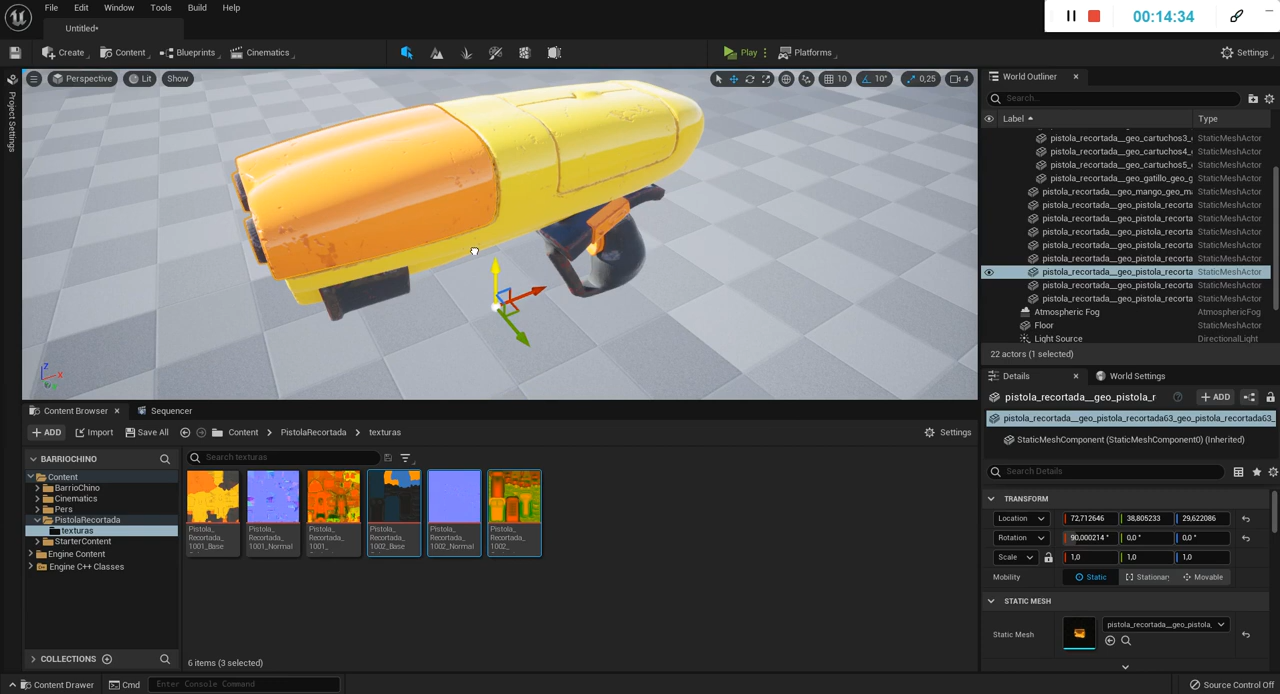 File Edit Window Tools Build Help
00:14:34
Untitled*
Create Content Blueprints Cinematics Play Platforms Settings
Project Settings
Perspective Lit Show 10 10° 0,25 4
World Outliner
Search...
Label Type
pistola_recortada__geo_cartuchos3_ StaticMeshActor
pistola_recortada__geo_cartuchos4_ StaticMeshActor
pistola_recortada__geo_cartuchos5_ StaticMeshActor
pistola_recortada__geo_gatillo_geo_g StaticMeshActor
pistola_recortada__geo_mango_geo_m StaticMeshActor
pistola_recortada__geo_pistola_recorta StaticMeshActor
pistola_recortada__geo_pistola_recorta StaticMeshActor
pistola_recortada__geo_pistola_recorta StaticMeshActor
pistola_recortada__geo_pistola_recorta StaticMeshActor
pistola_recortada__geo_pistola_recorta StaticMeshActor
pistola_recortada__geo_pistola_recorta StaticMeshActor
pistola_recortada__geo_pistola_recorta StaticMeshActor
pistola_recortada__geo_pistola_recorta StaticMeshActor
Atmospheric Fog AtmosphericFog
Floor StaticMeshActor
Light Source DirectionalLight
22 actors (1 selected)
Details World Settings
pistola_recortada__geo_pistola_r + ADD
pistola_recortada__geo_pistola_recortada63_geo_pistola_recortada63_
StaticMeshComponent (StaticMeshComponent0) (Inherited)
Search Details
TRANSFORM
Location 72,712646 38,805233 29,622086
Rotation 90,000214 ° 0,0 ° 0,0 °
Scale 1,0 1,0 1,0
Mobility Static Stationary Movable
STATIC MESH
Static Mesh pistola_recortada__geo_pistola_
Z
X
Content Browser Sequencer
+ ADD Import Save All Content > PistolaRecortada > texturas Settings
BARRIOCHINO Search texturas
Content
BarrioChino
Cinematics
Pers
PistolaRecortada
texturas
StarterContent
Engine Content
Engine C++ Classes
Pistola_
Recortada_
1001_Base
Pistola_
Recortada_
1001_Normal
Pistola_
Recortada_
1001_
Pistola_
Recortada_
1002_Base
Pistola_
Recortada_
1002_Normal
Pistola_
Recortada_
1002_
COLLECTIONS 6 items (3 selected)
Content Drawer Cmd Enter Console Command Source Control Off